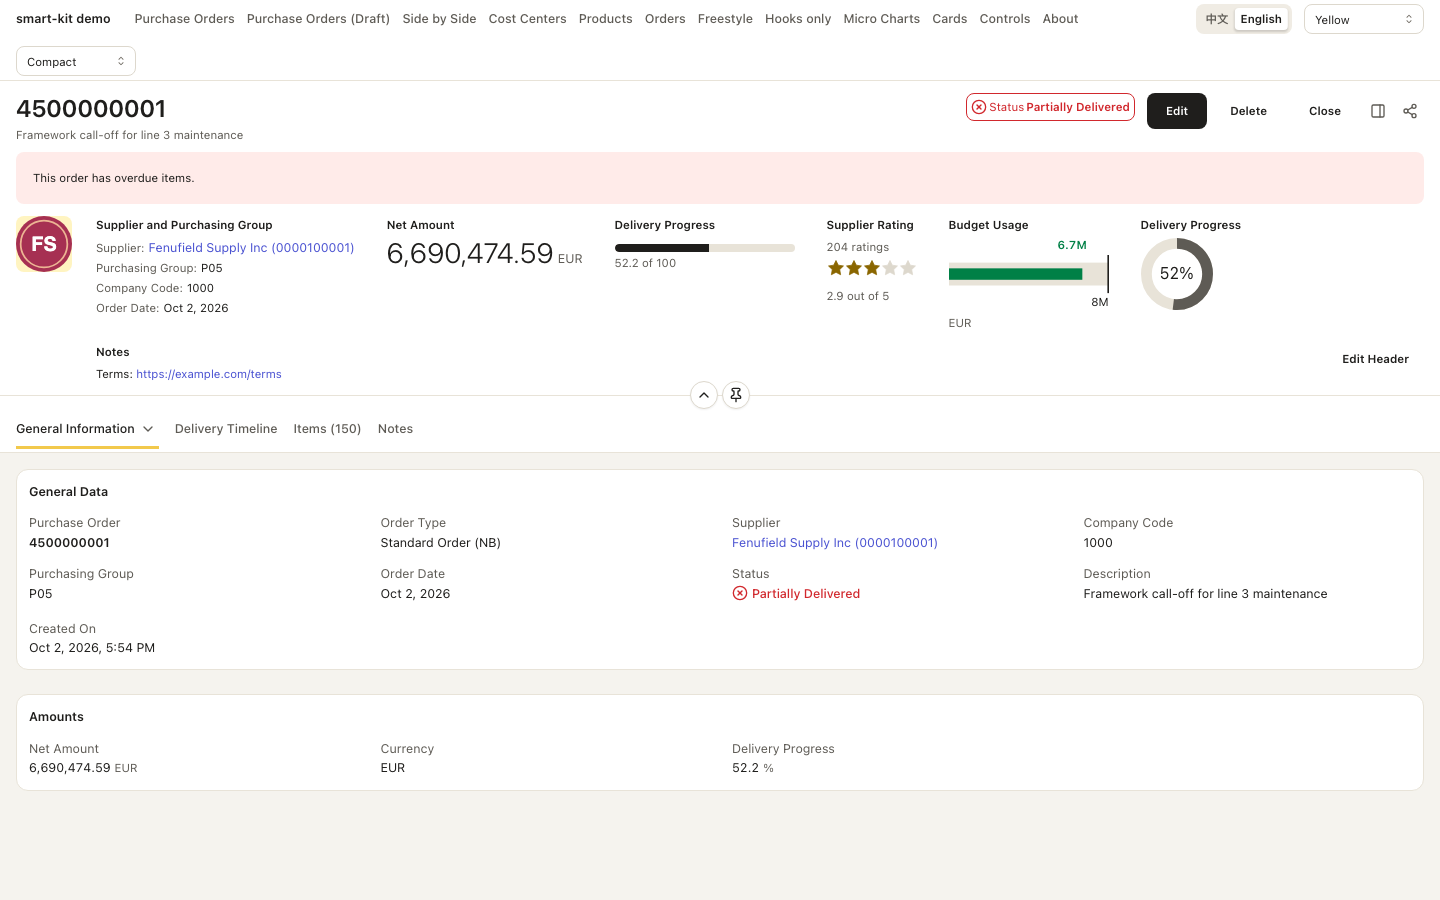 smart-kit demo Purchase Orders Purchase Orders (Draft) Side by Side Cost Centers Products Orders Freestyle Hooks only Micro Charts Cards Controls About 中文 English Yellow
Compact
4500000001
Status Partially Delivered Edit Delete Close
Framework call-off for line 3 maintenance
This order has overdue items.
FS
Supplier and Purchasing Group
Supplier: Fenufield Supply Inc (0000100001)
Purchasing Group: P05
Company Code: 1000
Order Date: Oct 2, 2026
Net Amount
6,690,474.59 EUR
Delivery Progress
52.2 of 100
Supplier Rating
204 ratings
2.9 out of 5
Budget Usage
6.7M
8M
EUR
Delivery Progress
52%
Notes
Terms: https://example.com/terms
Edit Header
General Information Delivery Timeline Items (150) Notes
General Data
Purchase Order Order Type Supplier Company Code
4500000001 Standard Order (NB) Fenufield Supply Inc (0000100001) 1000
Purchasing Group Order Date Status Description
P05 Oct 2, 2026 Partially Delivered Framework call-off for line 3 maintenance
Created On
Oct 2, 2026, 5:54 PM
Amounts
Net Amount Currency Delivery Progress
6,690,474.59 EUR EUR 52.2 %